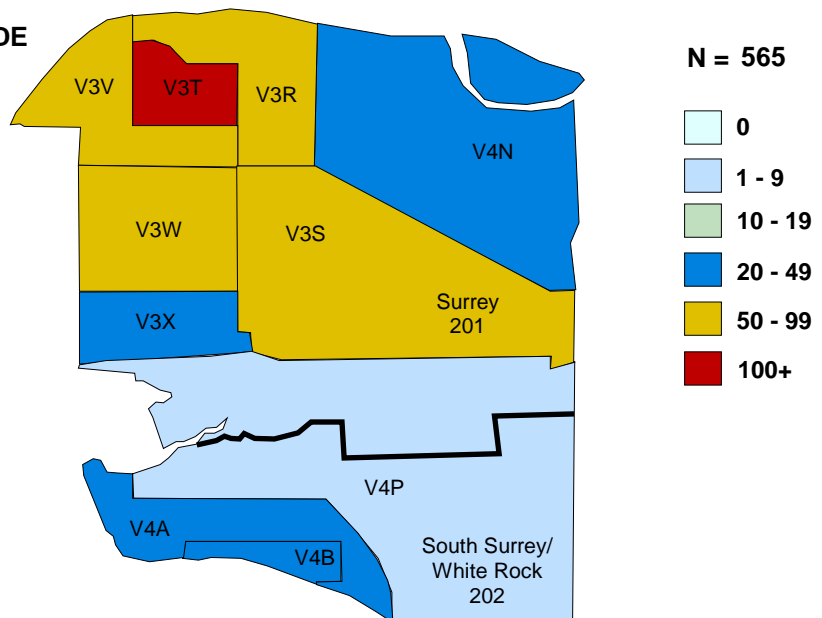 DE
N = 565
V3V
V3T
V3R
V4N
V3W
V3S
V3X
Surrey
201
V4P
V4A
V4B
South Surrey/
White Rock
202
0
1 - 9
10 - 19
20 - 49
50 - 99
100+